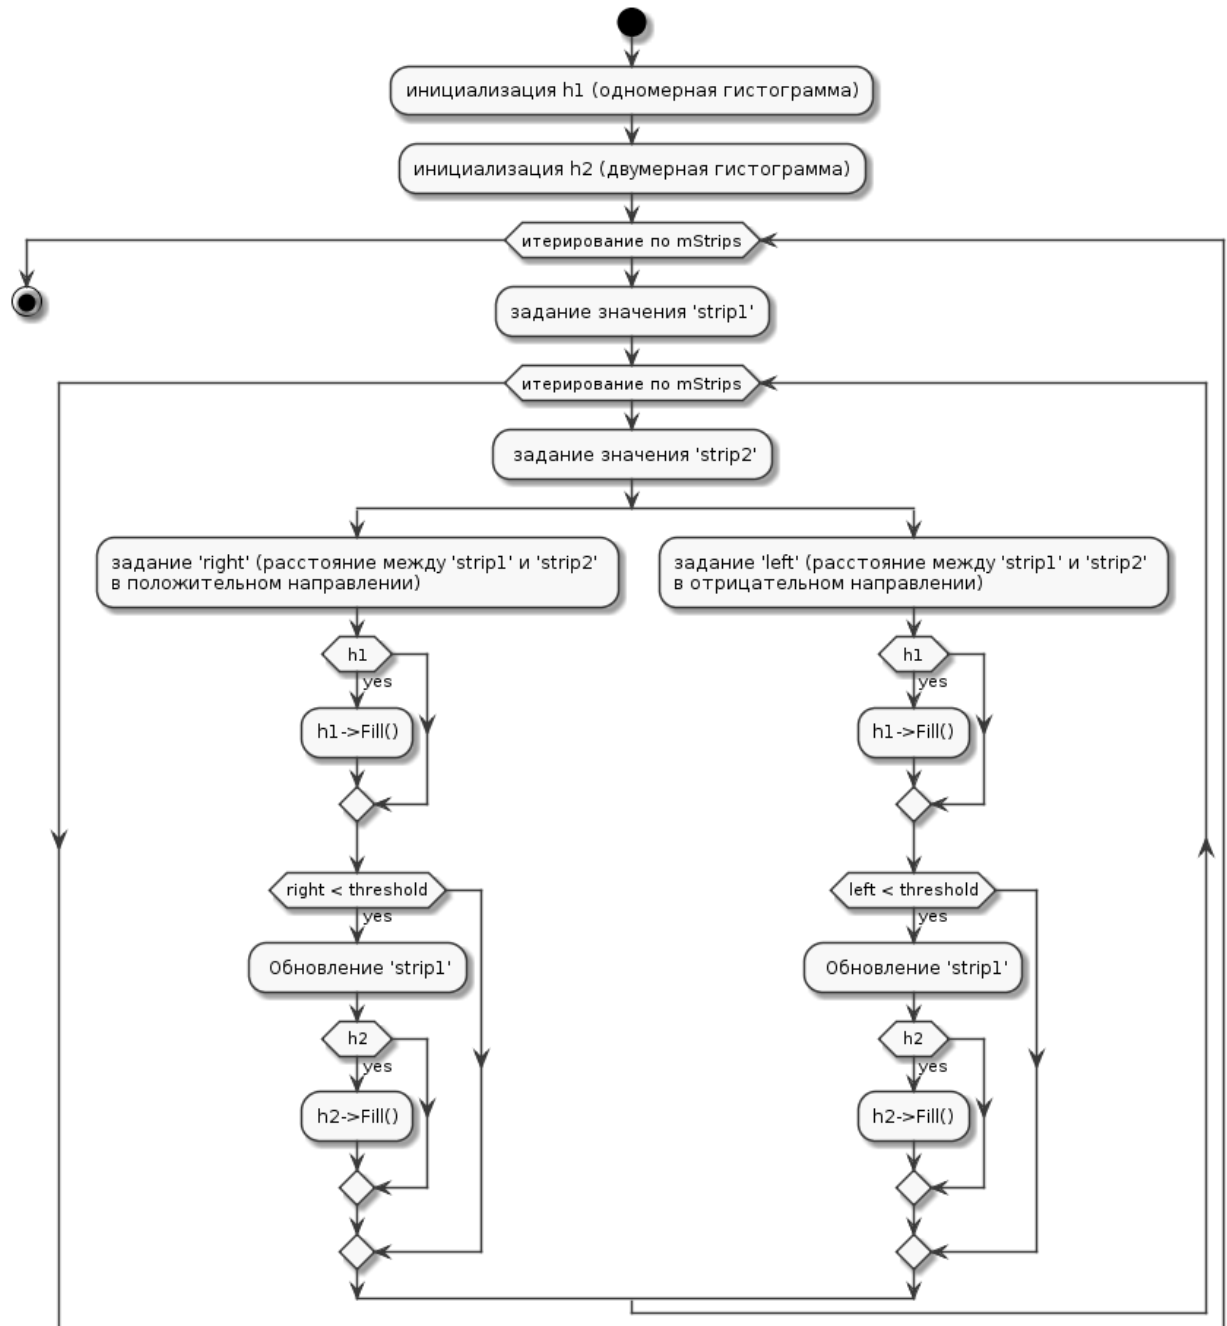 инициализация h1 (одномерная гистограмма)
инициализация h2 (двумерная гистограмма)
итерирование по mStrips
задание значения 'strip1'
итерирование по mStrips
задание значения 'strip2'
задание 'right' (расстояние между 'strip1' и 'strip2'
в положительном направлении)
h1
yes
h1->Fill()
right < threshold
yes
Обновление 'strip1'
h2
yes
h2->Fill()
задание 'left' (расстояние между 'strip1' и 'strip2'
в отрицательном направлении)
h1
yes
h1->Fill()
left < threshold
yes
Обновление 'strip1'
h2
yes
h2->Fill()